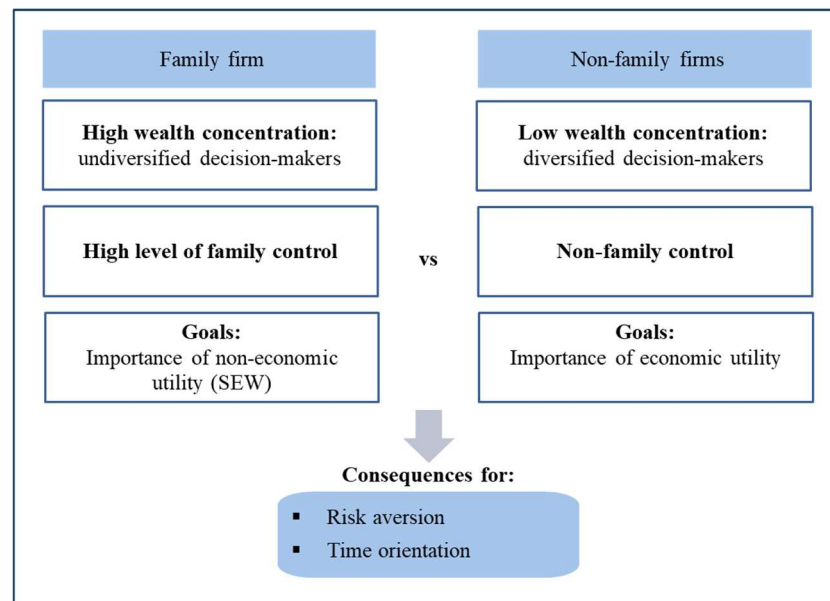 Family firm
High wealth concentration:
undiversified decision-makers
High level of family control
Goals:
Importance of non-economic
utility (SEW)
vs
Non-family firms
Low wealth concentration:
diversified decision-makers
Non-family control
Goals:
Importance of economic utility
Consequences for:
▪ Risk aversion
▪ Time orientation